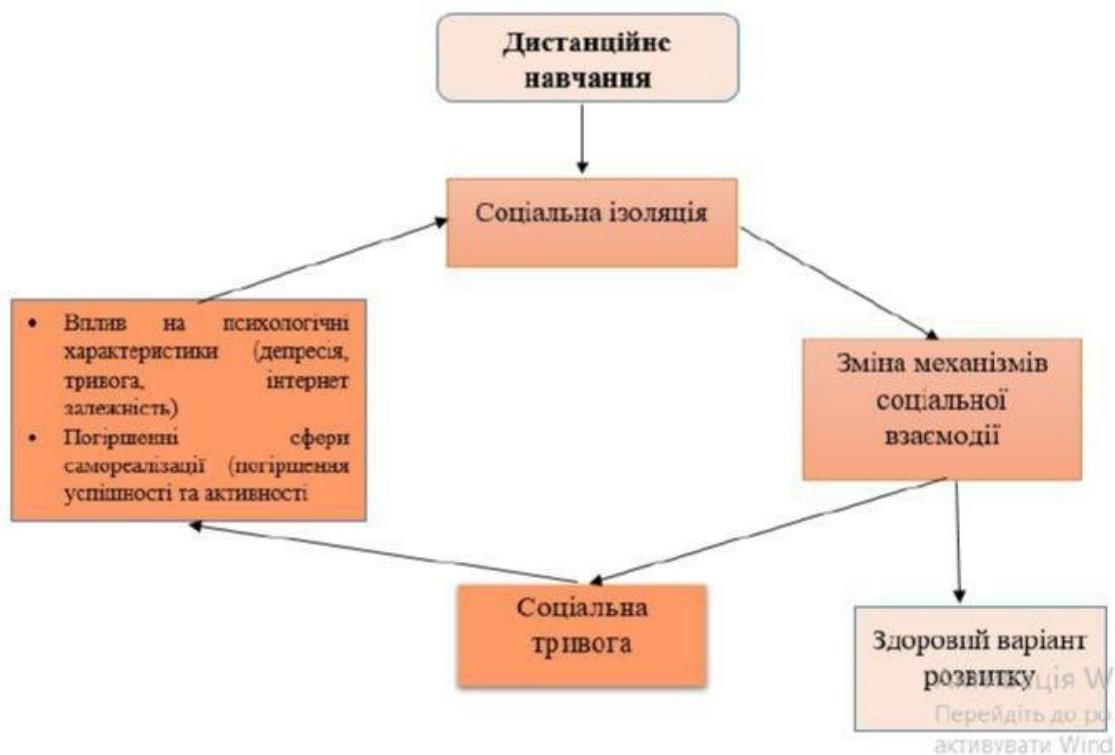 Дистанційне
навчання
Соціальна ізоляція
• Вплив на психологічні
характеристики (депресія,
тривога, інтернет
залежність)
• Погіршенні сфери
самореалізації (погіршення
успішності та активності
Зміна механізмів
соціальної
взаємодії
Соціальна
тривога
Здоровий варіант
розвитку
Перейдіть до
активувати Wind